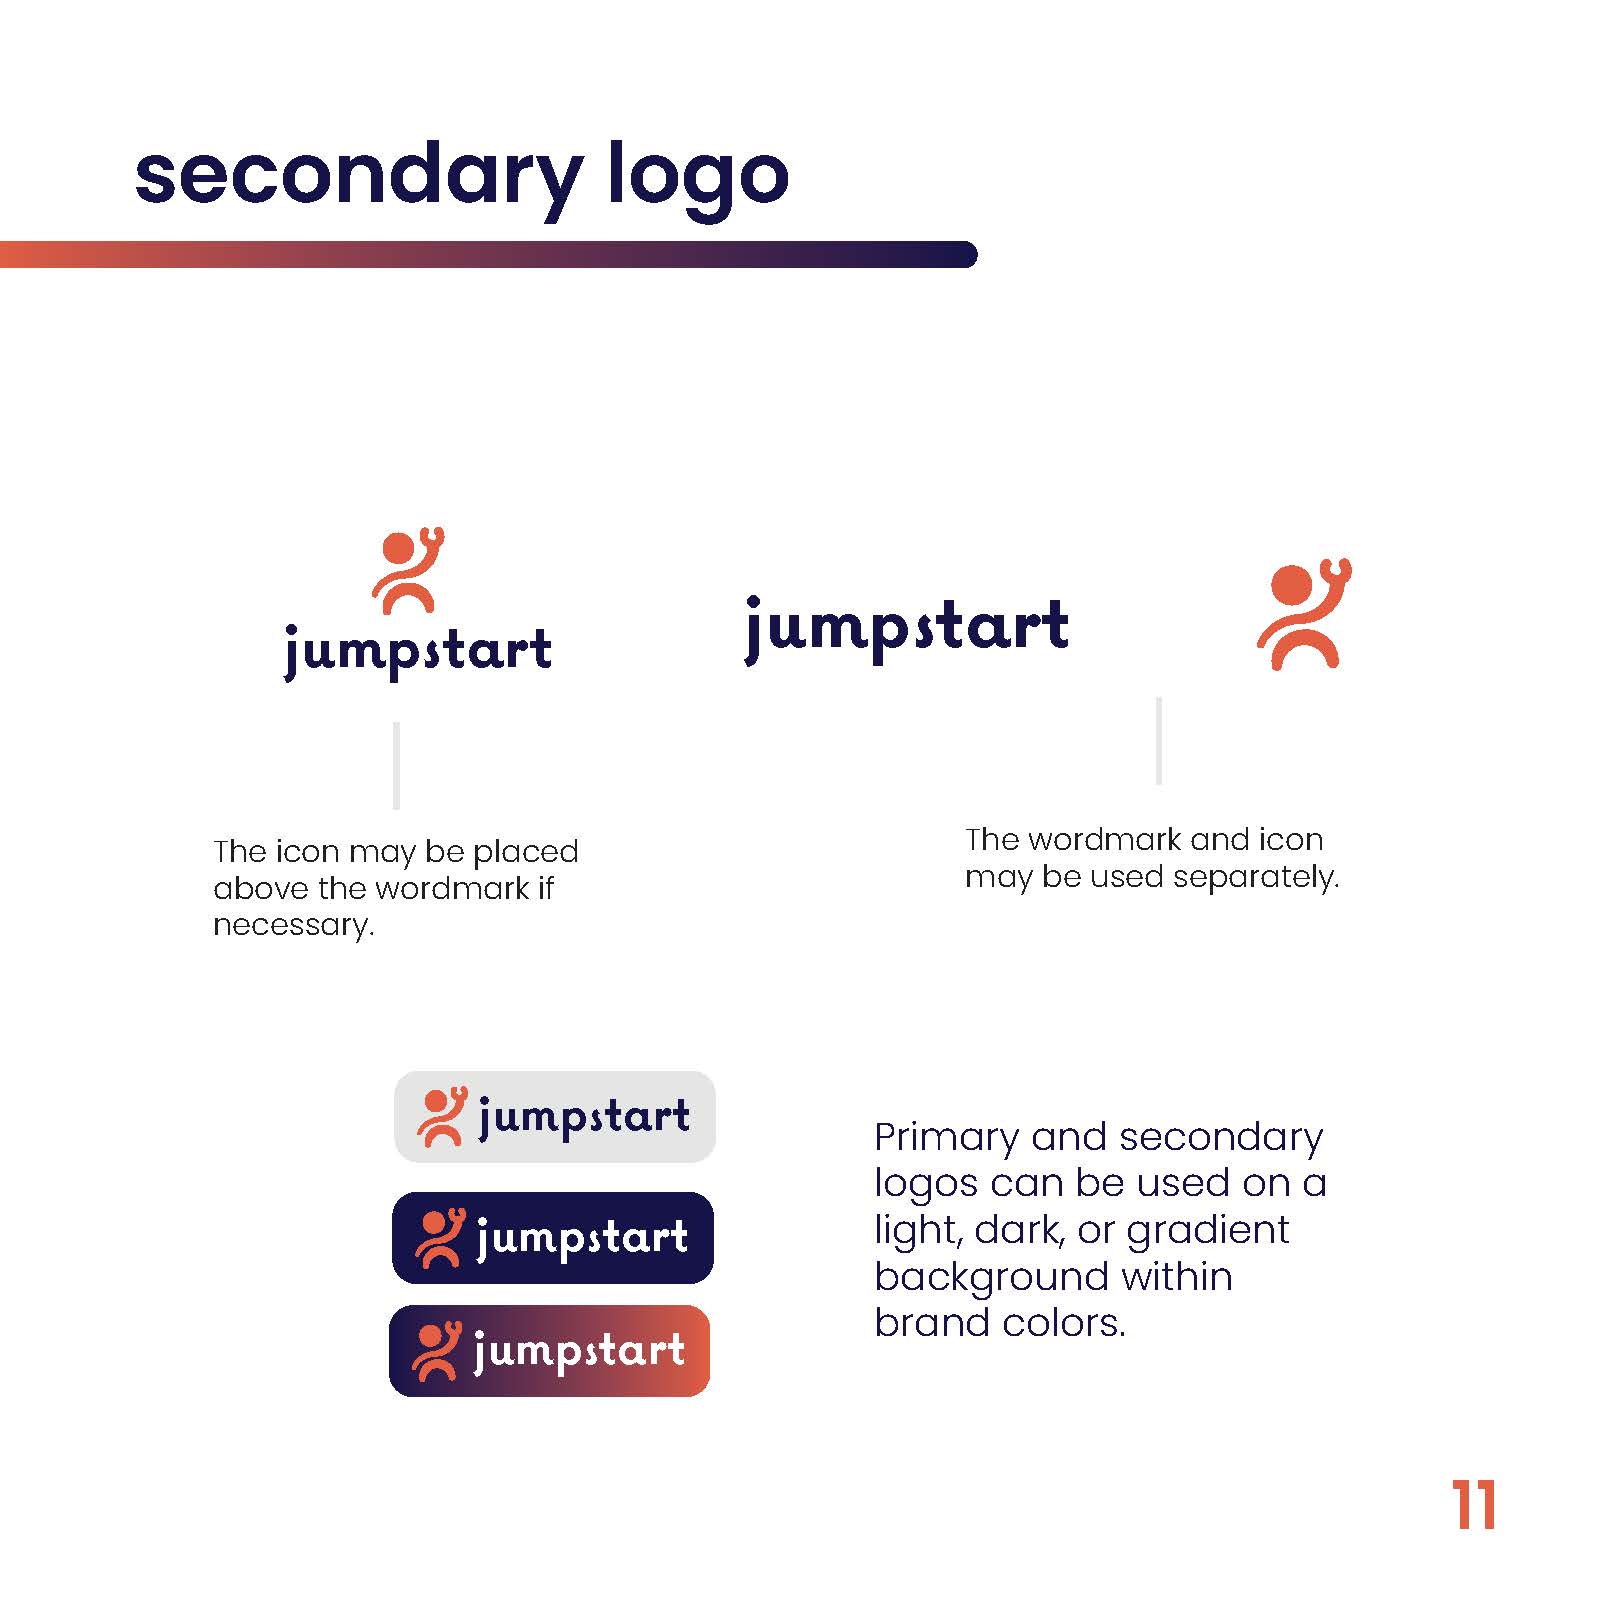 secondary logo
jumpstart
jumpstart
The icon may be placed
above the wordmark if
necessary.
The wordmark and icon
may be used separately.
jumpstart
jumpstart
jumpstart
Primary and secondary
logos can be used on a
light, dark, or gradient
background within
brand colors.
11